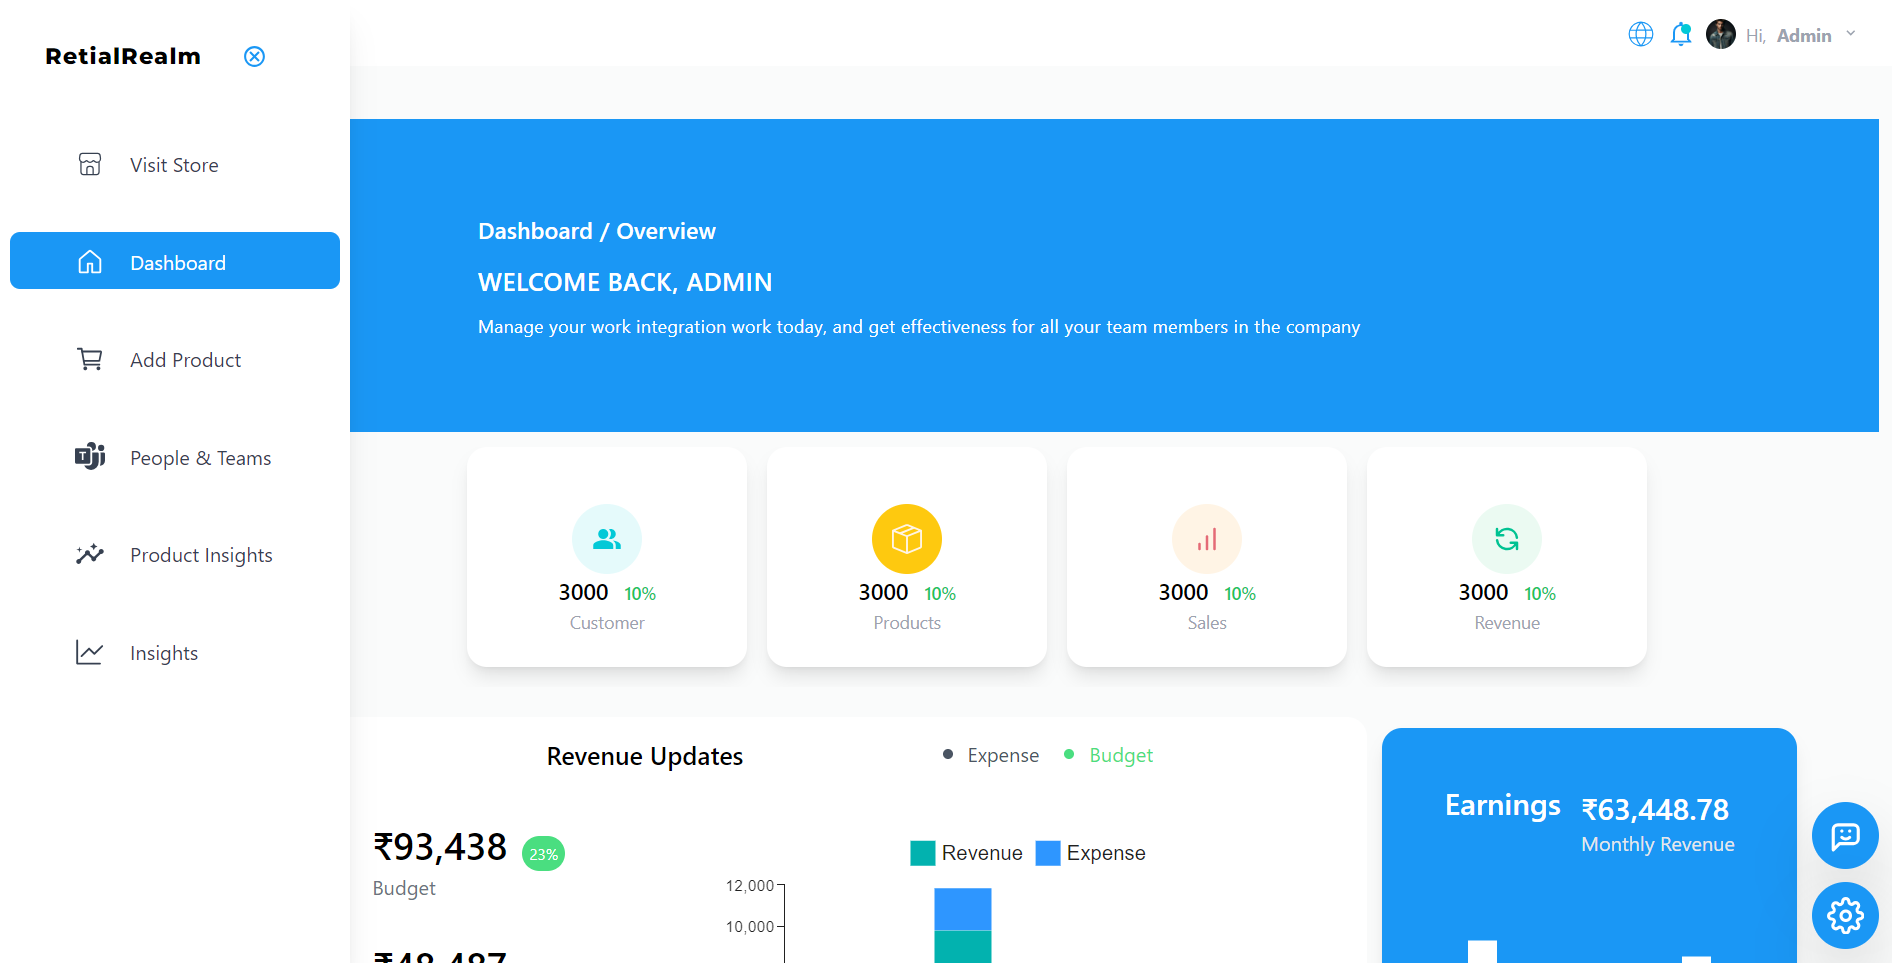 RetialRealm
Hi, Admin
Visit Store
Dashboard
Add Product
People & Teams
Product Insights
Insights
Dashboard / Overview
WELCOME BACK, ADMIN
Manage your work integration work today, and get effectiveness for all your team members in the company
3000 10%
Customer
3000 10%
Products
3000 10%
Sales
3000 10%
Revenue
Revenue Updates
Expense
Budget
₹93,438 23%
Budget
₹48,487
Revenue Expense
12,000
10,000
Earnings
₹63,448.78
Monthly Revenue